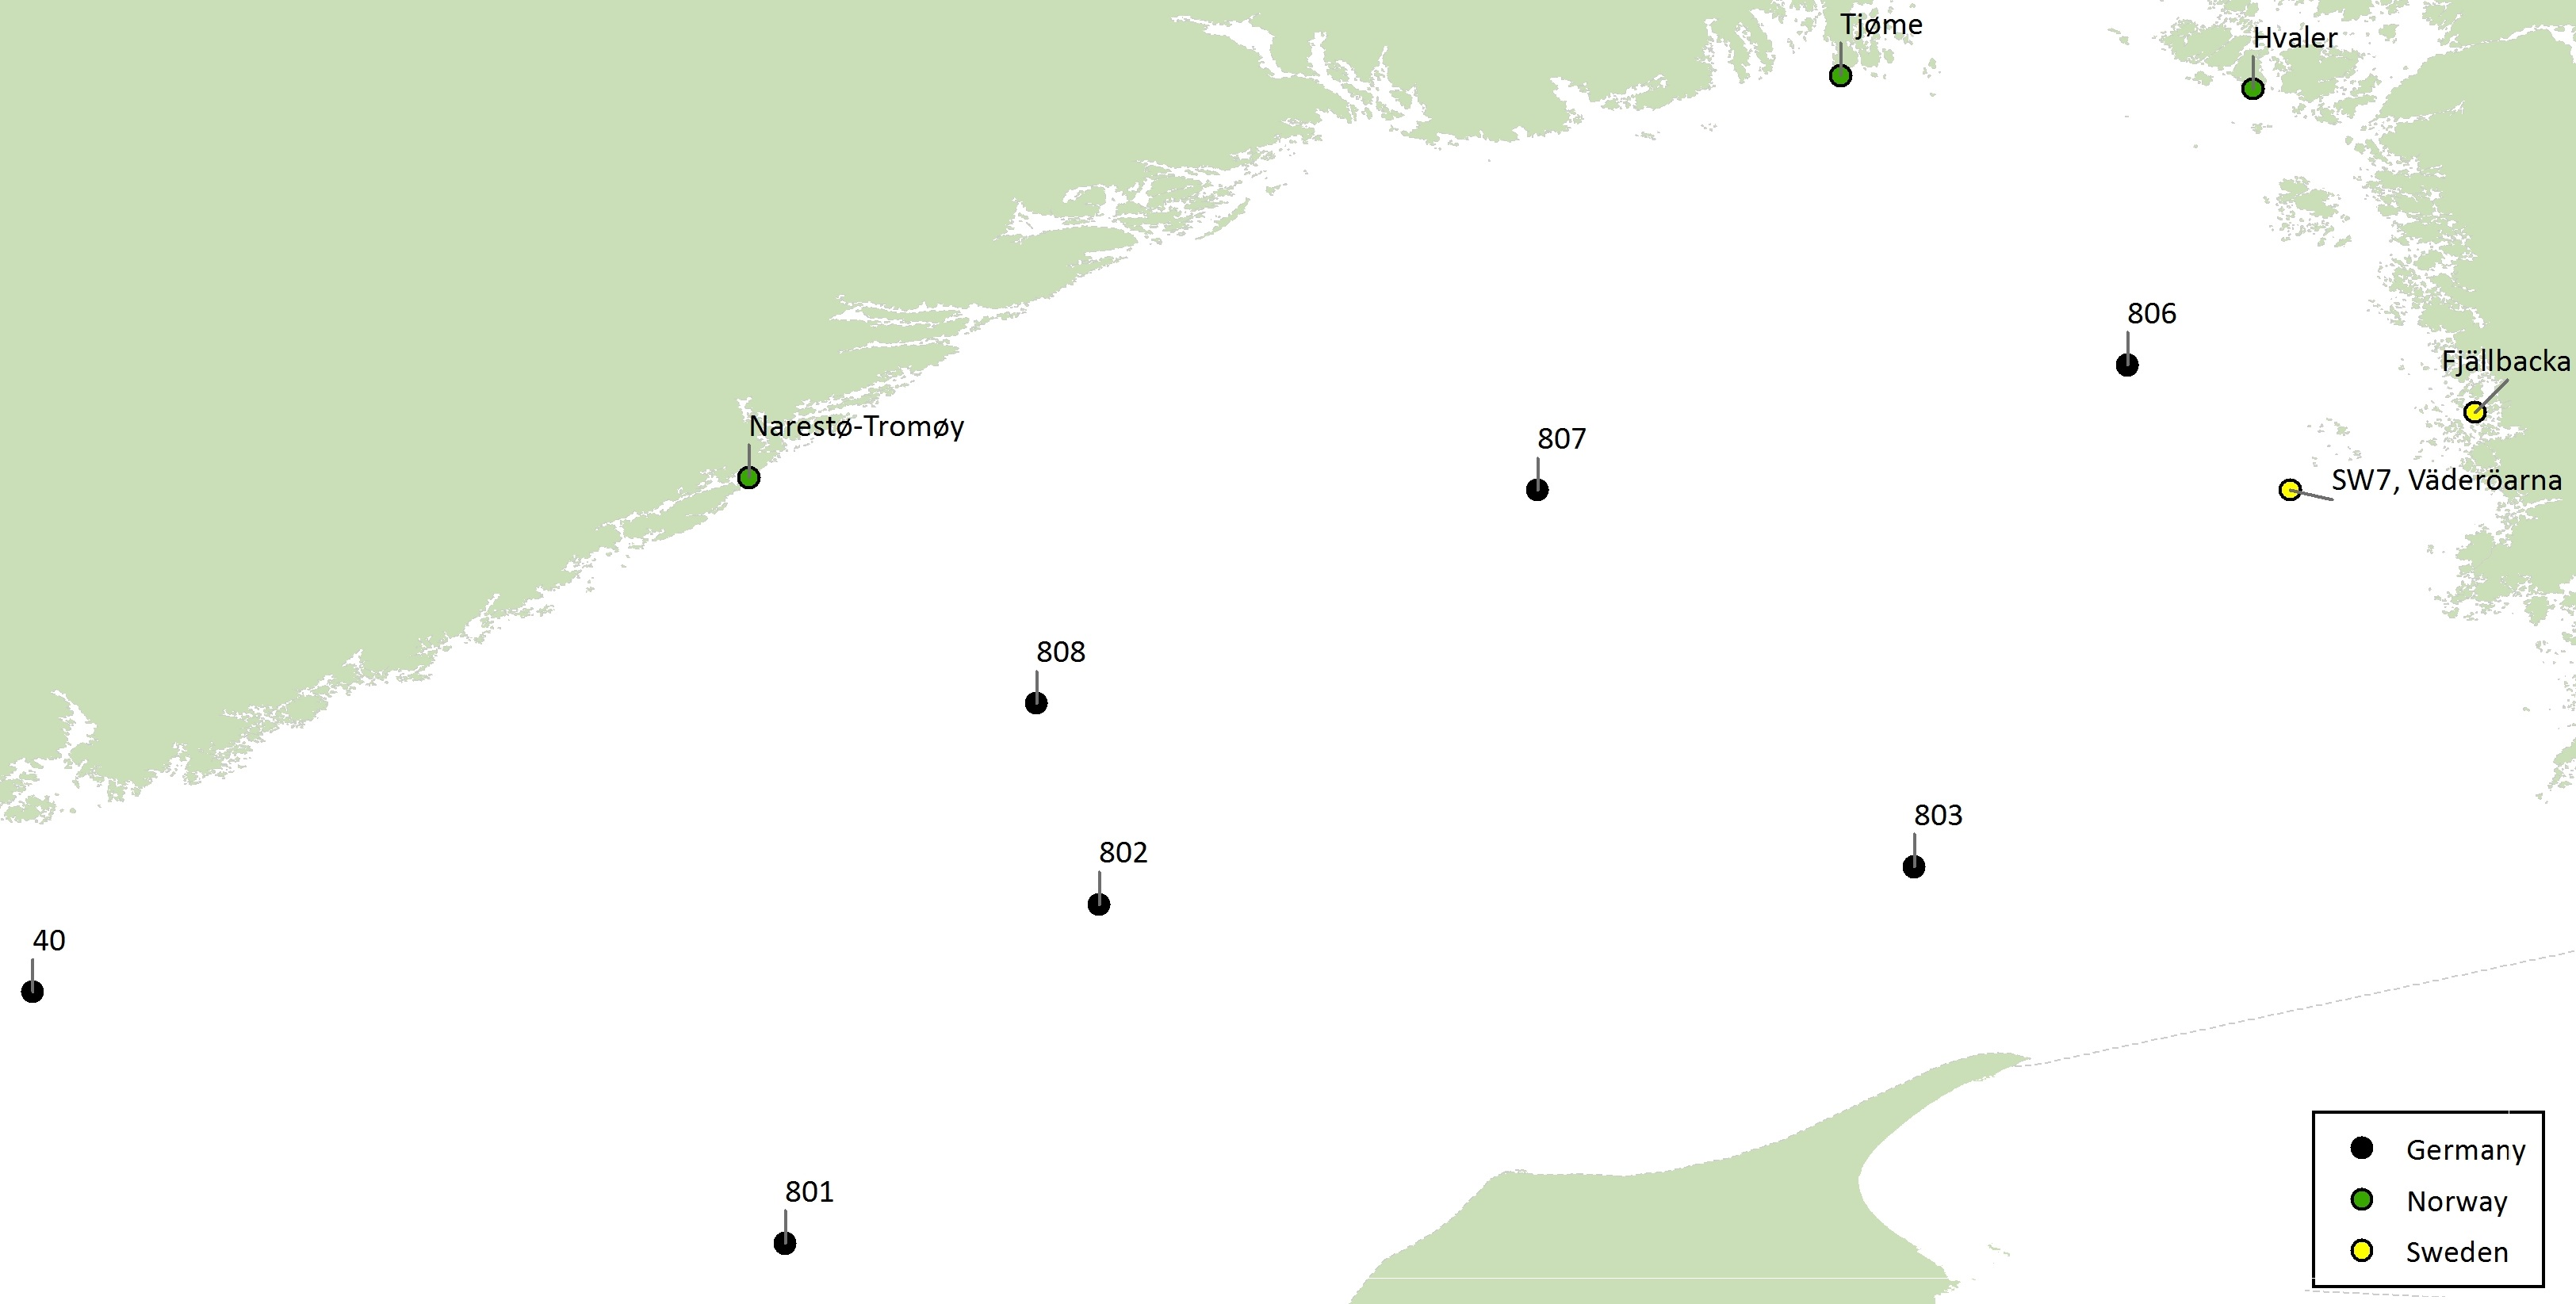 Tjøme
Hvaler
806
Fjällbacka
Narestø-Tromøy
807
SW7, Väderöarna
808
803
802
40
801
Germany
Norway
Sweden